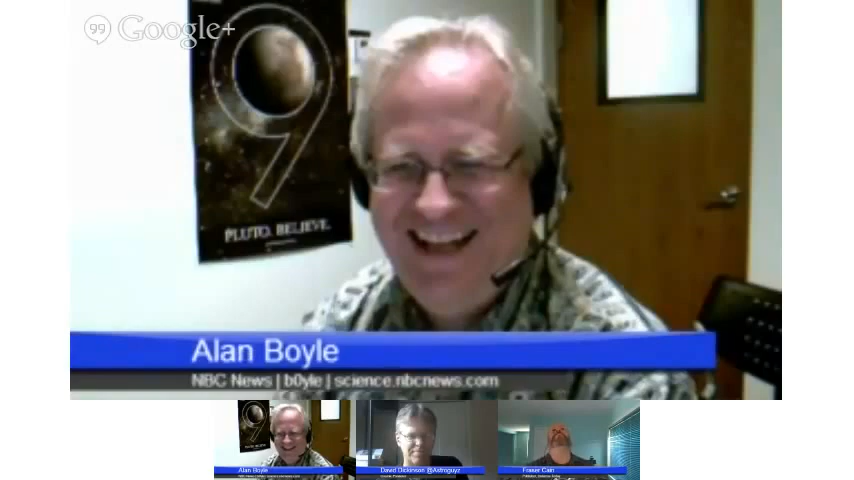 Google+
9
PLUTO. BELIEVE.
Alan Boyle
NBC News | b0yle | science.nbcnews.com
9
Alan Boyle
David Dickinson @Astroguyz
Fraser Cain